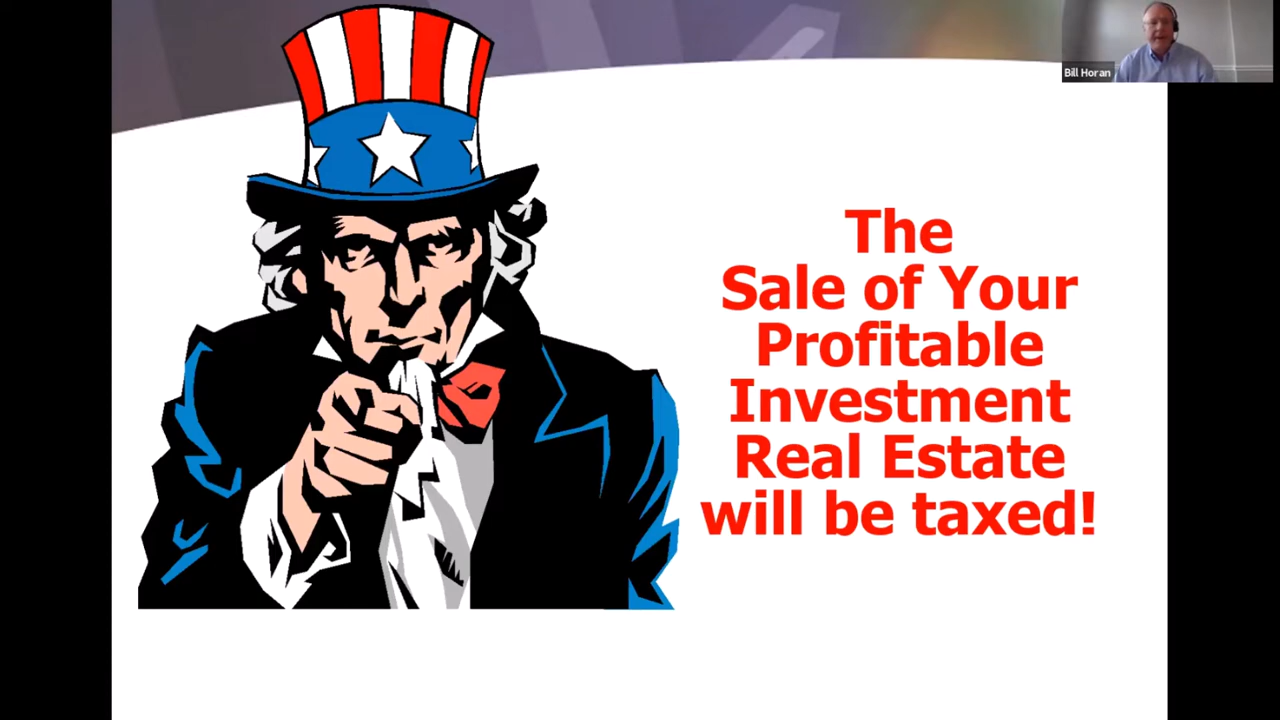 Bill Horan
The
Sale of Your
Profitable
Investment
Real Estate
will be taxed!